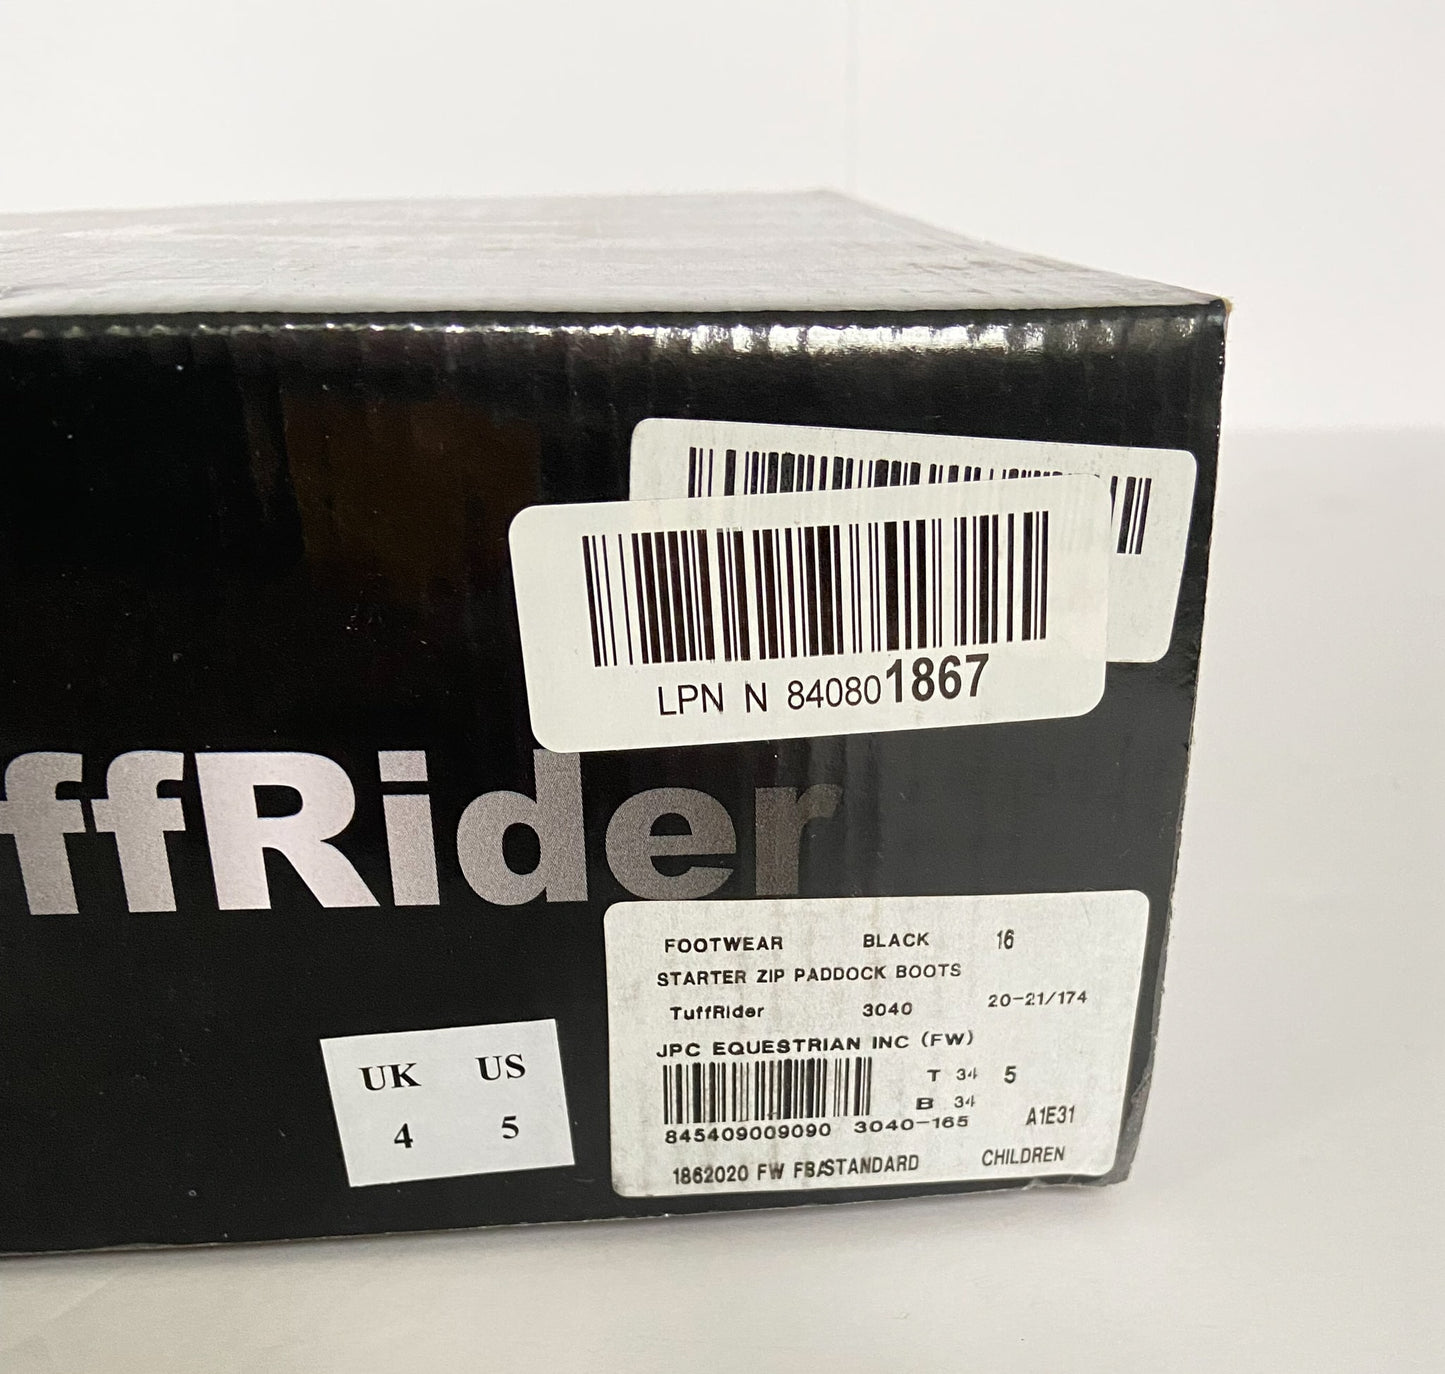 LPN N 840801867
ffRider
FOOTWEAR BLACK 16
STARTER ZIP PADDOCK BOOTS
TuffRider 3040 20-21/174
JPC EQUESTRIAN INC (FW)
T 34 5
B 34
845409009090 3040-165 A1E31
1862020 FW FB/STANDARD CHILDREN
UK US
4 5